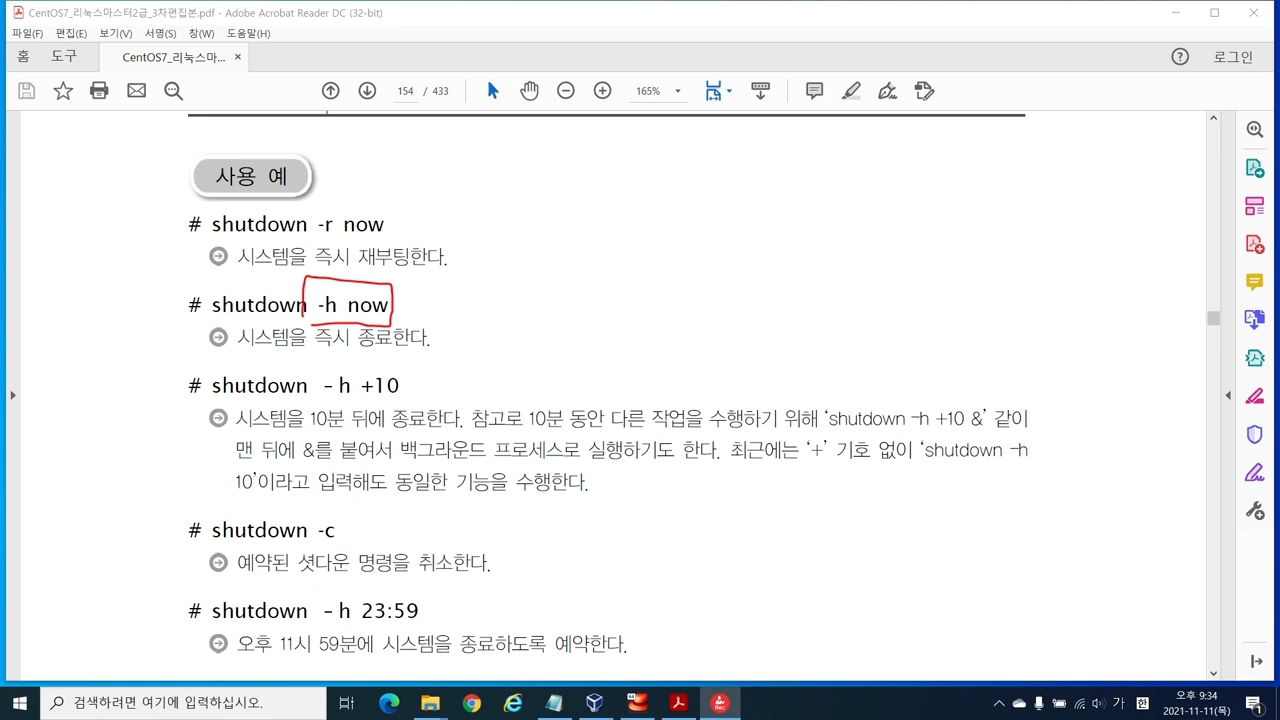 CentOS7_리눅스마스터2급_3차편집본.pdf - Adobe Acrobat Reader DC (32-bit)
파일(F) 편집(E) 보기(V) 서명(S) 창(W) 도움말(H)
홈 도구 CentOS7_리눅스마... × 로그인
154 / 433 165%
사용 예
# shutdown -r now
시스템을 즉시 재부팅한다.
# shutdown -h now
시스템을 즉시 종료한다.
# shutdown –h +10
시스템을 10분 뒤에 종료한다. 참고로 10분 동안 다른 작업을 수행하기 위해 ‘shutdown –h +10 &’ 같이
맨 뒤에 &를 붙여서 백그라운드 프로세스로 실행하기도 한다. 최근에는 ‘+’ 기호 없이 ‘shutdown –h
10’이라고 입력해도 동일한 기능을 수행한다.
# shutdown -c
예약된 셧다운 명령을 취소한다.
# shutdown –h 23:59
오후 11시 59분에 시스템을 종료하도록 예약한다.
검색하려면 여기에 입력하십시오.
Rec
가 한
오후 9:34
2021-11-11(목)
1